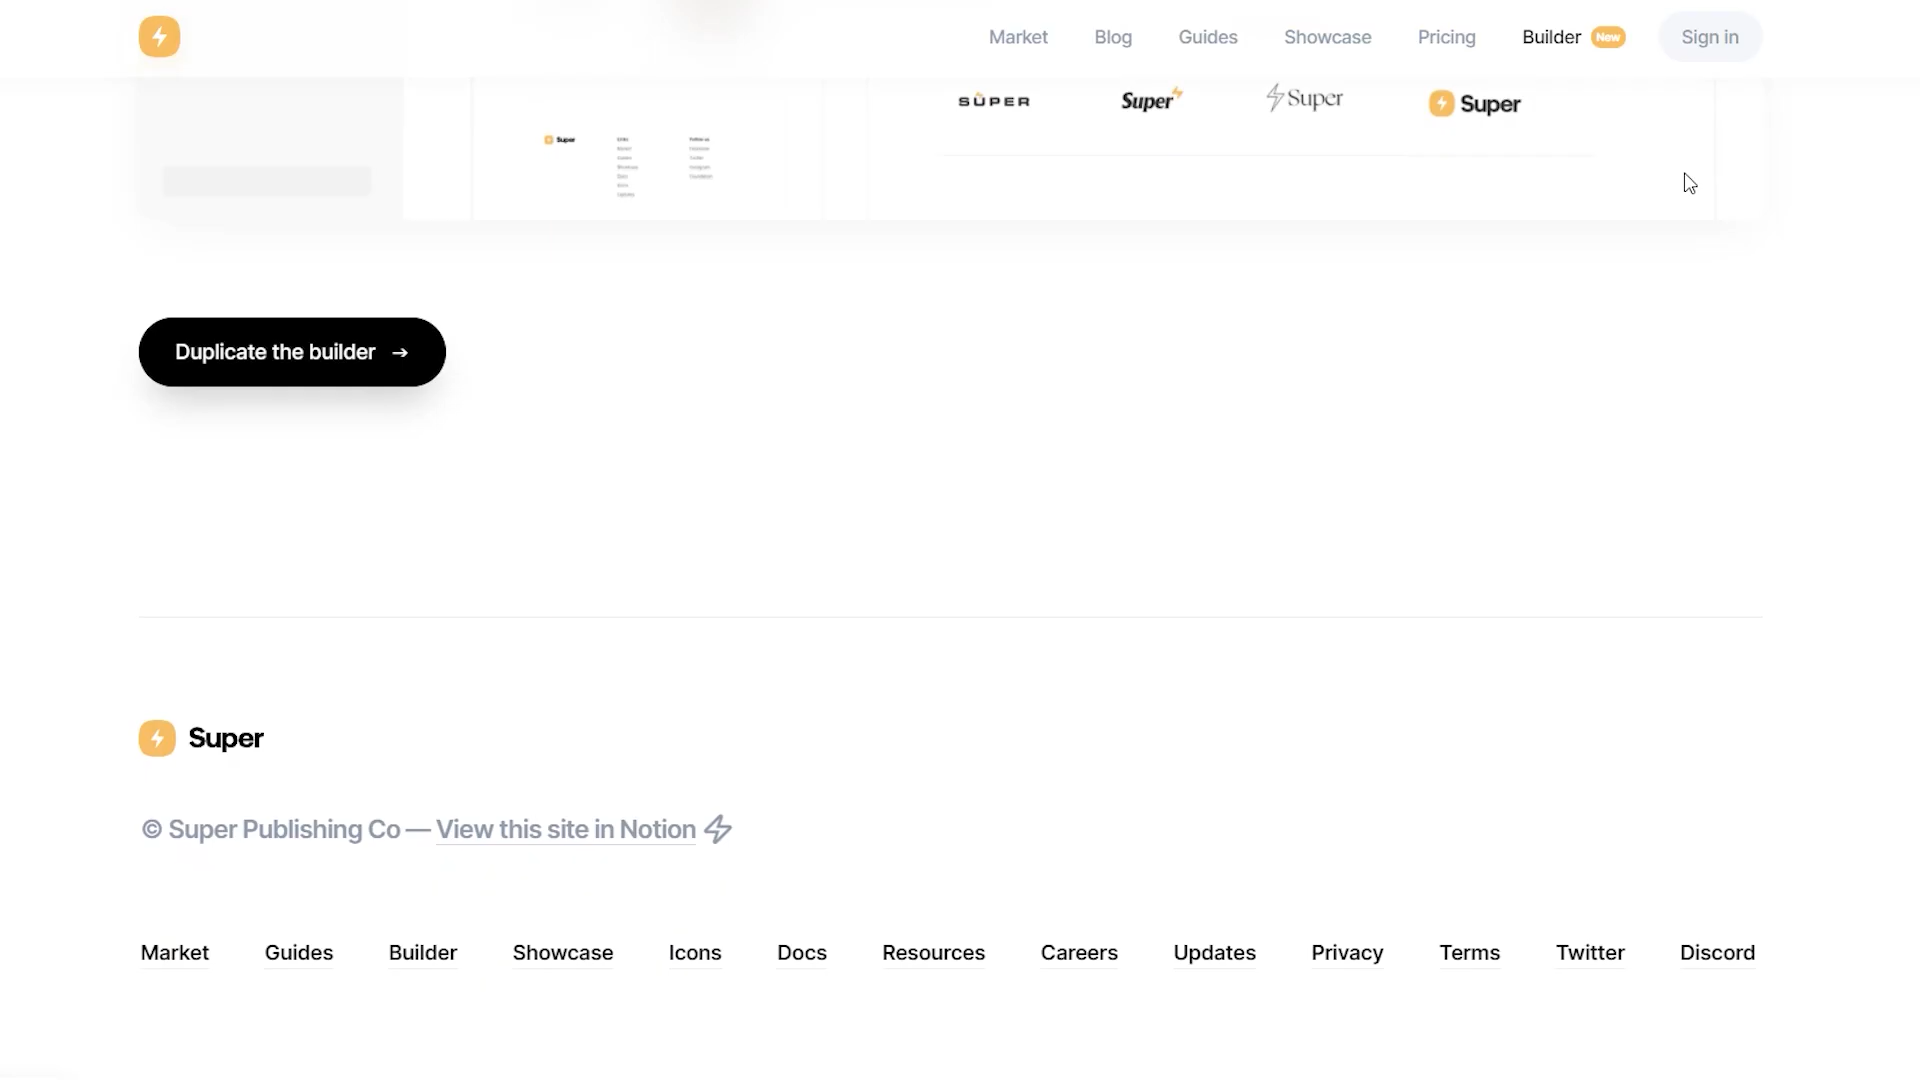 Market Blog Guides Showcase Pricing Builder New Sign in
SUPER Super Super Super
Super
Duplicate the builder →
Super
© Super Publishing Co — View this site in Notion
Market Guides Builder Showcase Icons Docs Resources Careers Updates Privacy Terms Twitter Discord